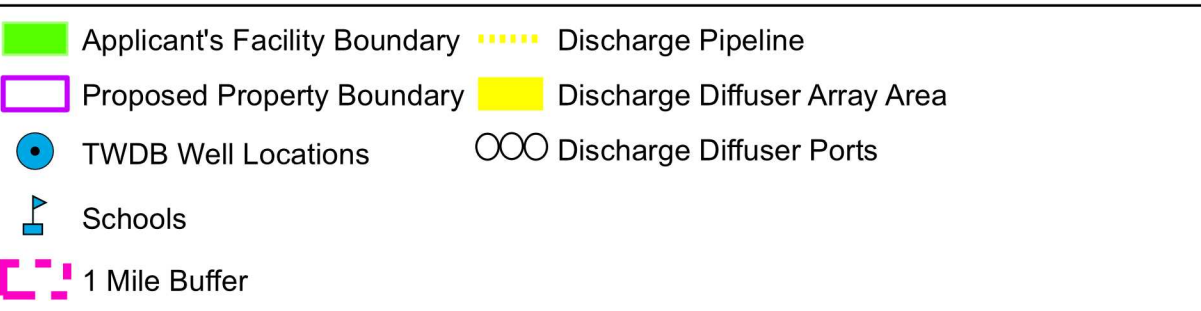 Applicant's Facility Boundary
Proposed Property Boundary
TWDB Well Locations
Schools
1 Mile Buffer
Discharge Pipeline
Discharge Diffuser Array Area
Discharge Diffuser Ports